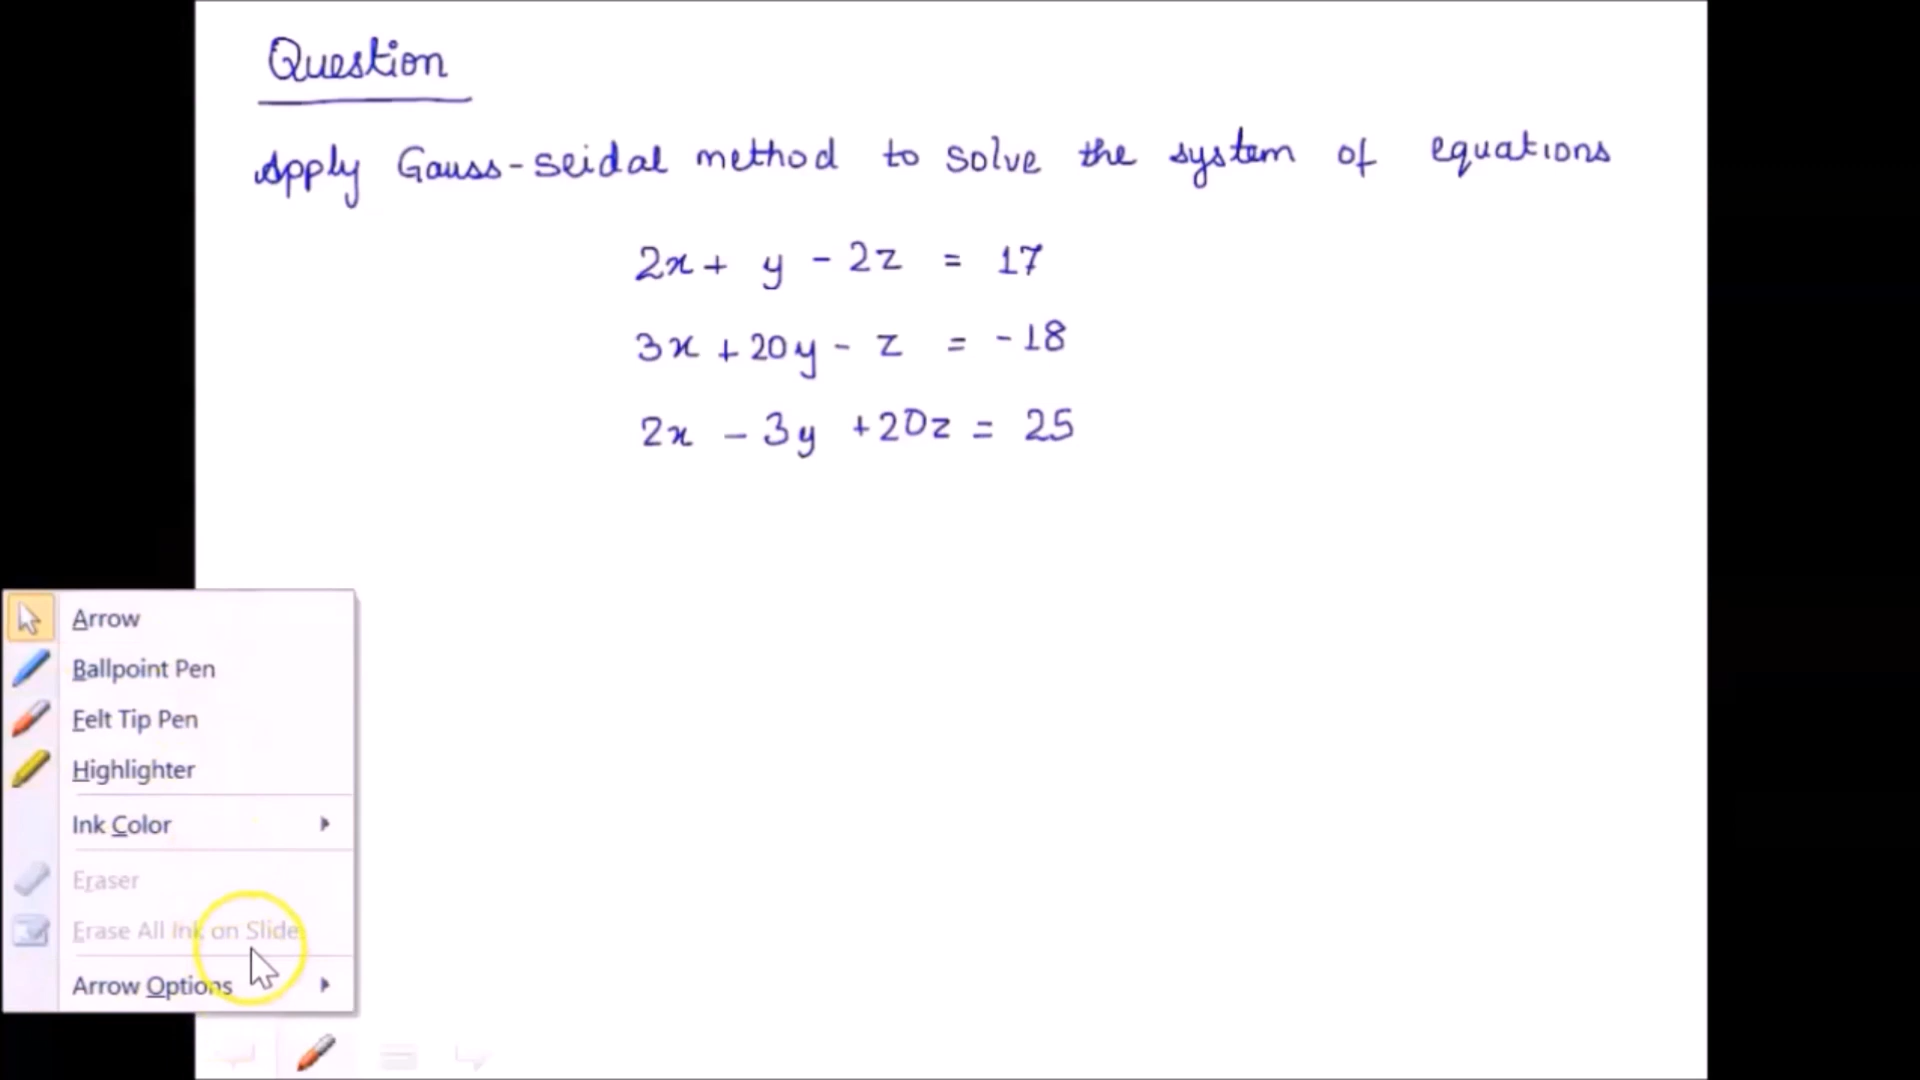 Question
Apply Gauss-seidal method to solve the system of equations
2x + y - 2z = 17
3x + 20y - z = -18
2x - 3y + 20z = 25
Arrow
Ballpoint Pen
Felt Tip Pen
Highlighter
Ink Color
Eraser
Erase All Ink on Slide
Arrow Options